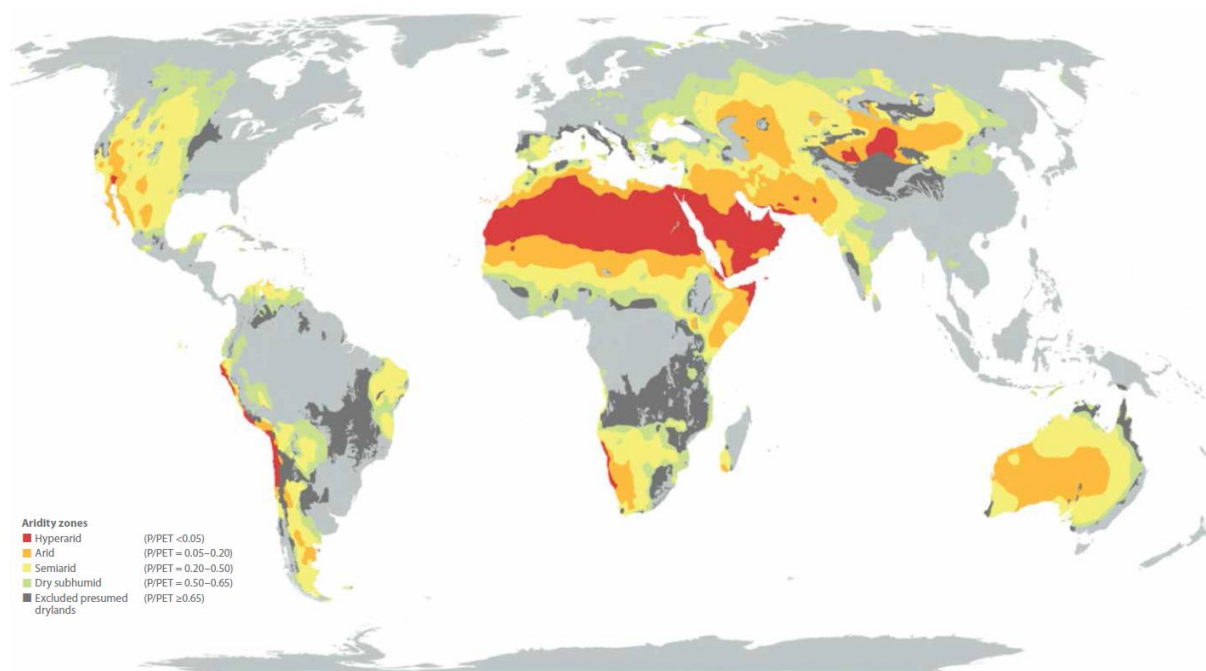 Aridity zones
Hyperarid (P/PET <0.05)
Arid (P/PET = 0.05–0.20)
Semiarid (P/PET = 0.20–0.50)
Dry subhumid (P/PET = 0.50–0.65)
Excluded presumed (P/PET ≥0.65)
drylands